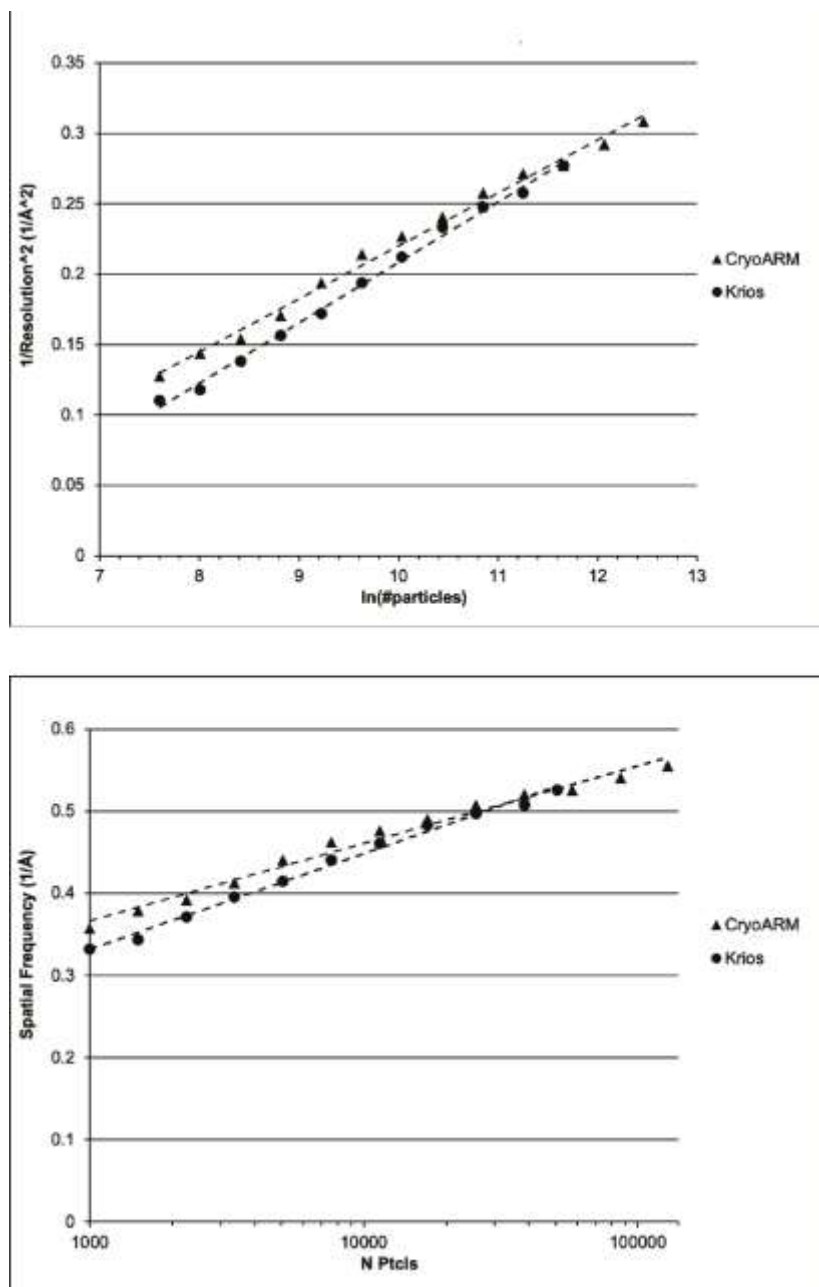 0.35
0.3
0.25
0.2
0.15
0.1
0.05
0
1/Resolution^2 (1/Å^2)
7 8 9 10 11 12 13
ln(#particles)
CryoARM
Krios
0.6
0.5
0.4
0.3
0.2
0.1
0
Spatial Frequency (1/Å)
1000 10000 100000
N Ptcls
CryoARM
Krios